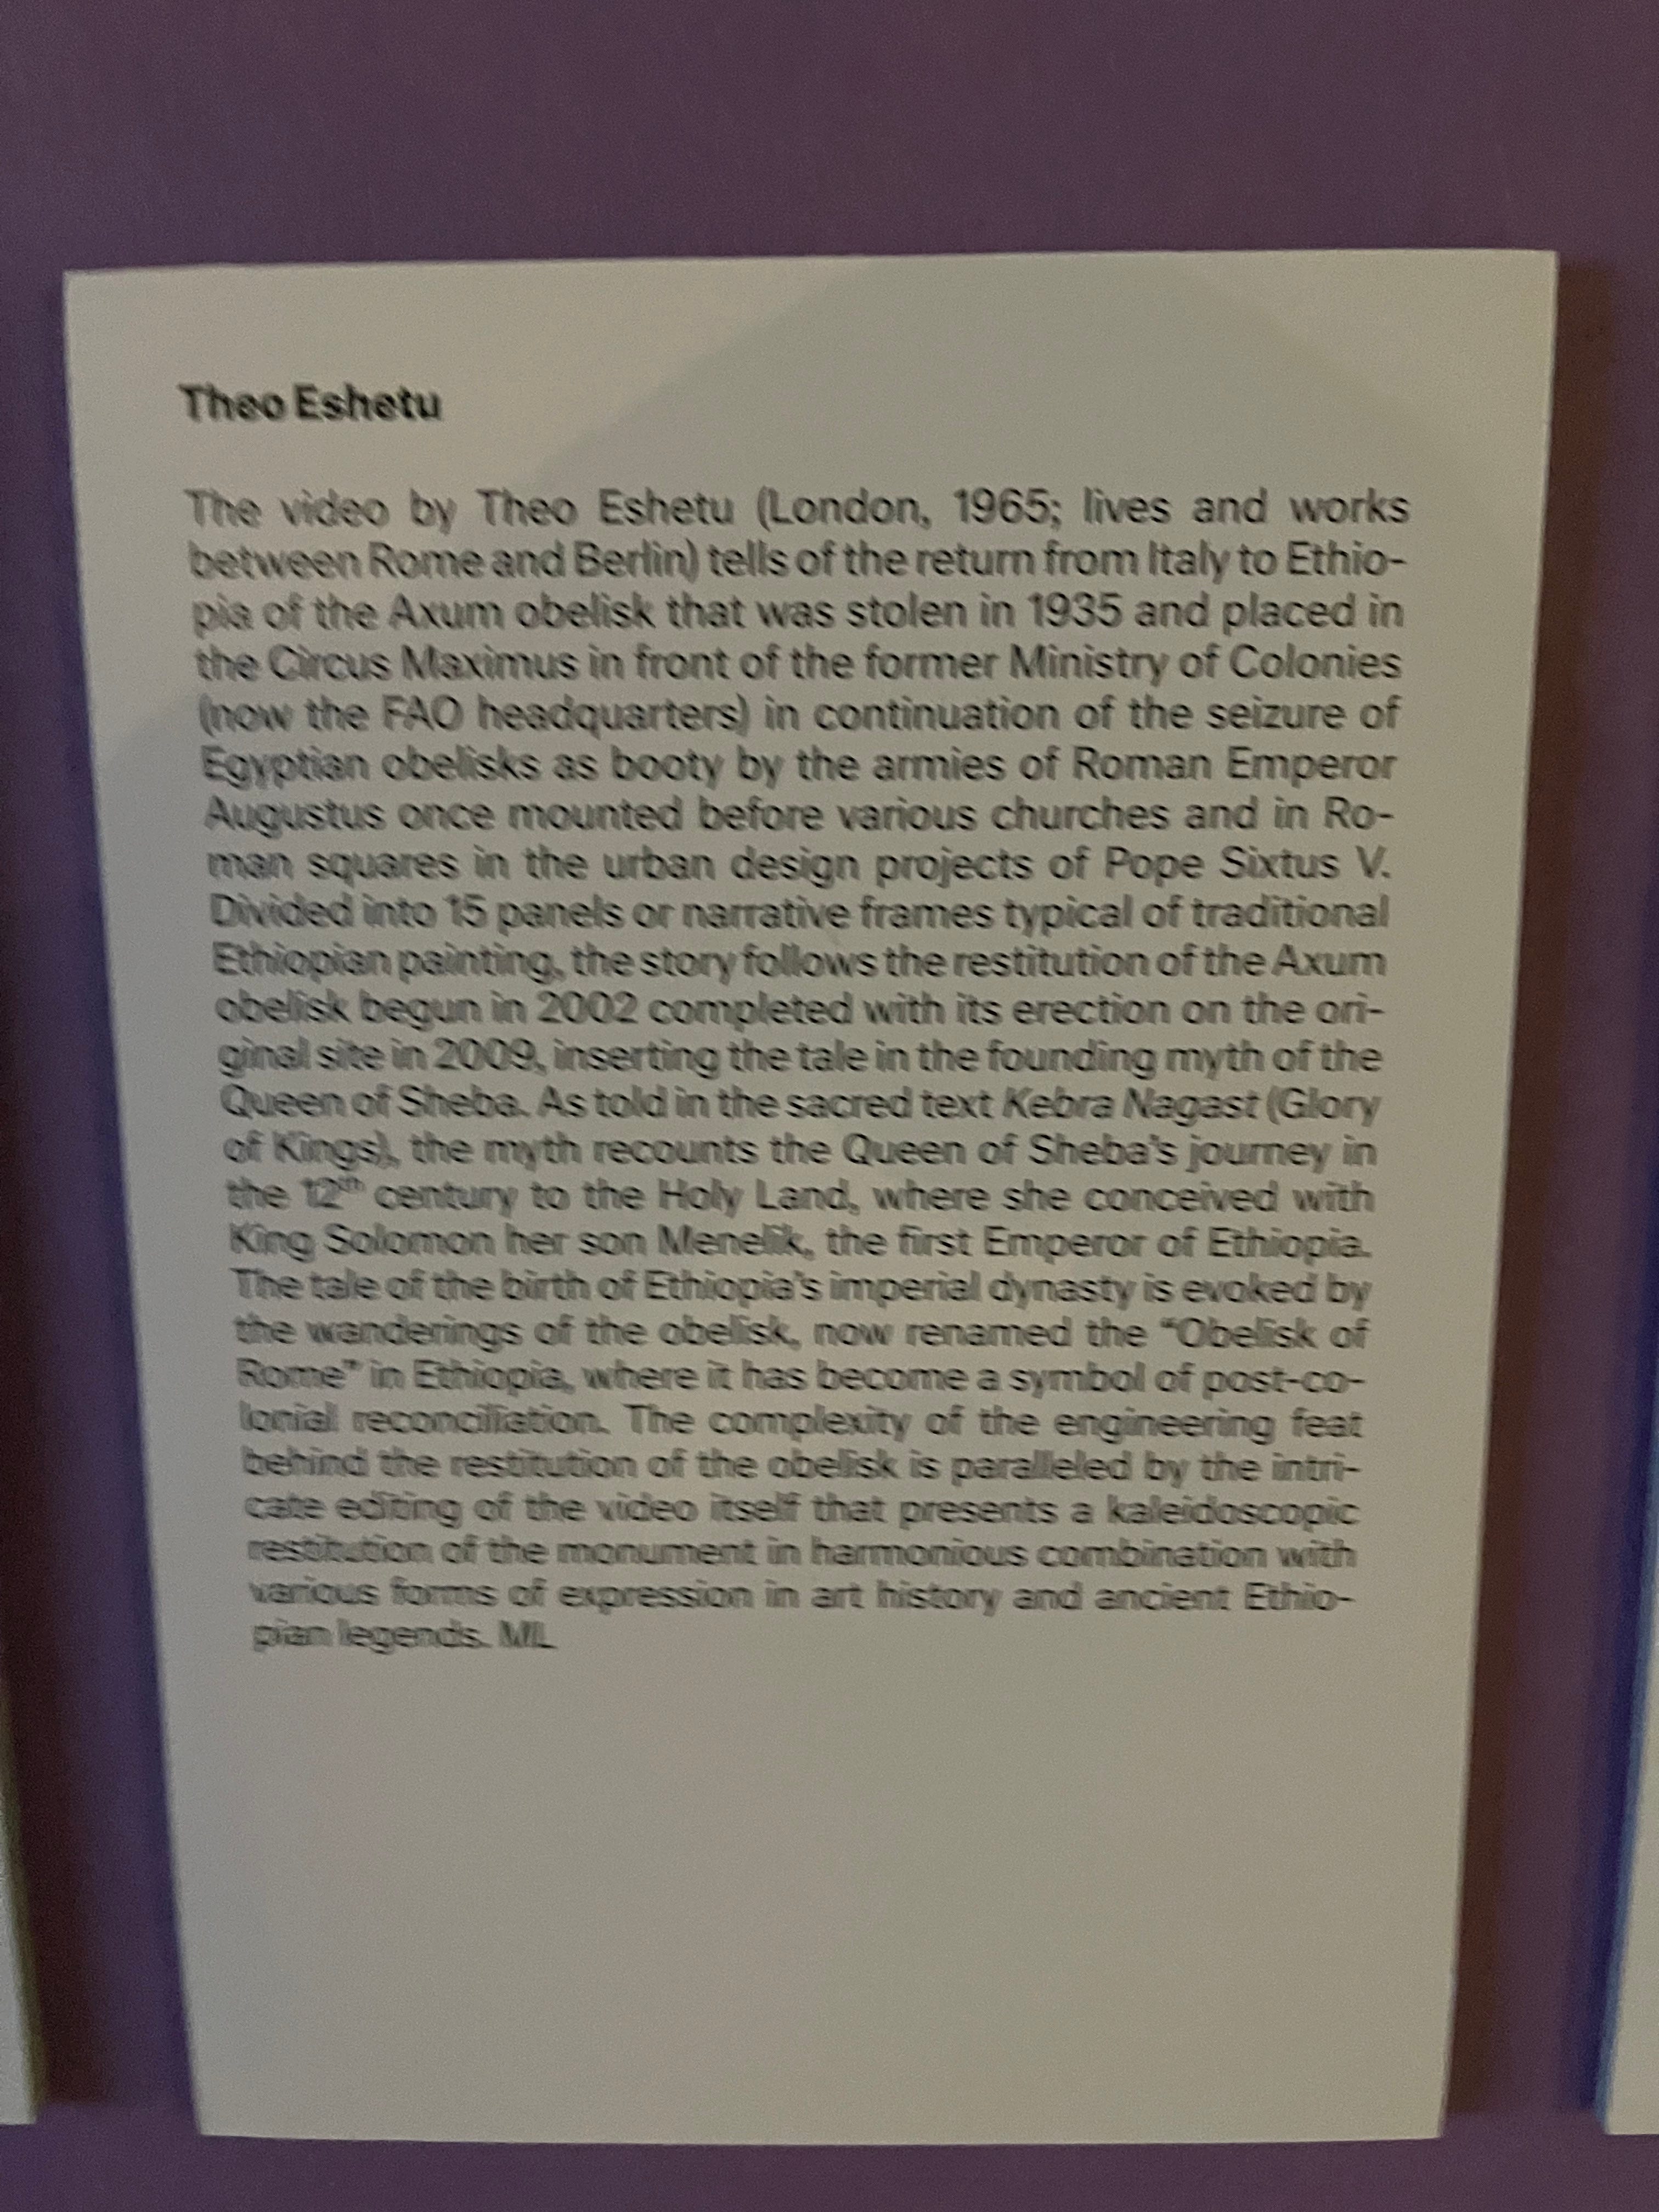 Theo Eshetu
The video by Theo Eshetu (London, 1965; lives and works
between Rome and Berlin) tells of the return from Italy to Ethio-
pia of the Axum obelisk that was stolen in 1935 and placed in
the Circus Maximus in front of the former Ministry of Colonies
(now the FAO headquarters) in continuation of the seizure of
Egyptian obelisks as booty by the armies of Roman Emperor
Augustus once mounted before various churches and in Ro-
man squares in the urban design projects of Pope Sixtus V.
Divided into 15 panels or narrative frames typical of traditional
Ethiopian painting, the story follows the restitution of the Axum
obelisk begun in 2002 completed with its erection on the ori-
ginal site in 2009, inserting the tale in the founding myth of the
Queen of Sheba. As told in the sacred text Kebra Nagast (Glory
of Kings), the myth recounts the Queen of Sheba's journey in
the 12th century to the Holy Land, where she conceived with
King Solomon her son Menelik, the first Emperor of Ethiopia.
The tale of the birth of Ethiopia's imperial dynasty is evoked by
the wanderings of the obelisk, now renamed the “Obelisk of
Rome” in Ethiopia, where it has become a symbol of post-co-
lonial reconciliation. The complexity of the engineering feat
behind the restitution of the obelisk is paralleled by the intri-
cate editing of the video itself that presents a kaleidoscopic
restitution of the monument in harmonious combination with
various forms of expression in art history and ancient Ethio-
pian legends. ML